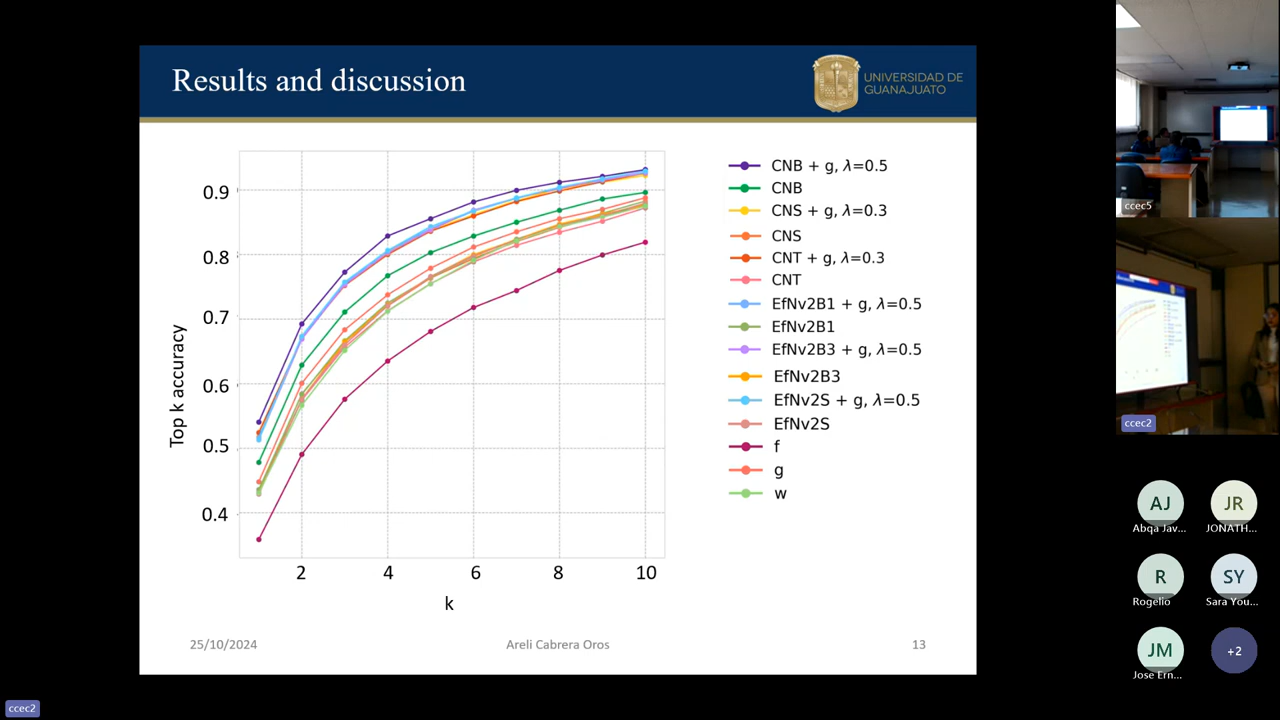 Results and discussion
UNIVERSIDAD DE
GUANAJUATO
0.9
0.8
0.7
0.6
0.5
0.4
Top k accuracy
2 4 6 8 10
k
CNB + g, λ=0.5
CNB
CNS + g, λ=0.3
CNS
CNT + g, λ=0.3
CNT
EfNv2B1 + g, λ=0.5
EfNv2B1
EfNv2B3 + g, λ=0.5
EfNv2B3
EfNv2S + g, λ=0.5
EfNv2S
f
g
w
25/10/2024 Areli Cabrera Oros 13
ccec2
ccec5
ccec2
AJ JR
Abqa Jav... JONATH...
R SY
Rogelio Sara You...
JM +2
Jose Ern...